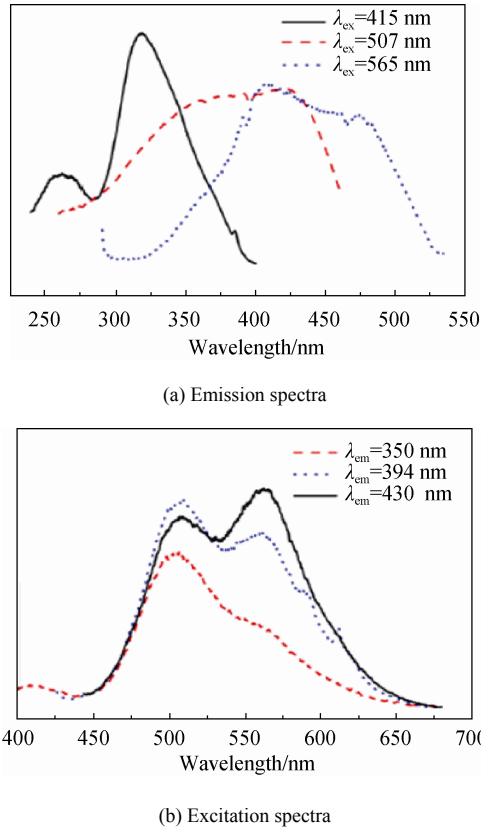 λex=415 nm
λex=507 nm
λex=565 nm
250 300 350 400 450 500 550
Wavelength/nm
(a) Emission spectra
λem=350 nm
λem=394 nm
λem=430 nm
400 450 500 550 600 650 700
Wavelength/nm
(b) Excitation spectra